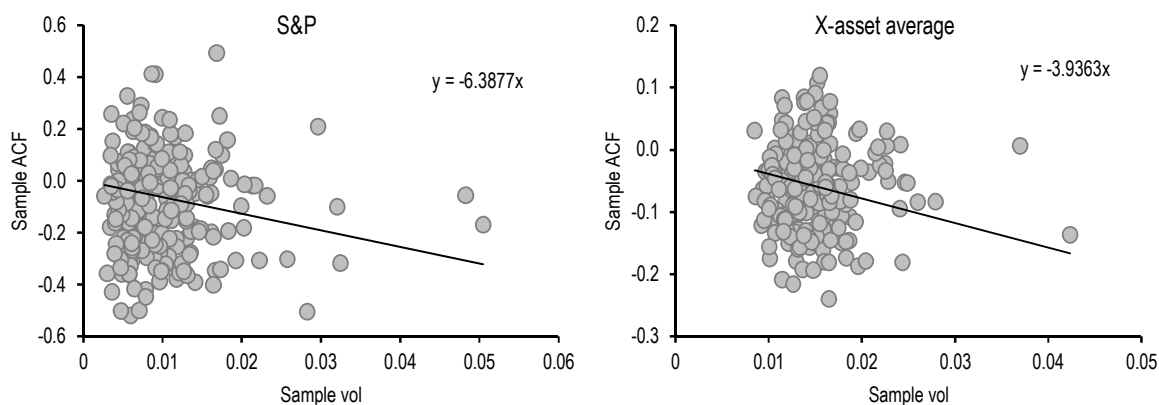 S&P
y = -6.3877x
Sample ACF
0.6
0.4
0.2
0.0
-0.2
-0.4
-0.6
0 0.01 0.02 0.03 0.04 0.05 0.06
Sample vol
X-asset average
y = -3.9363x
Sample ACF
0.2
0.1
0.0
-0.1
-0.2
-0.3
0 0.01 0.02 0.03 0.04 0.05
Sample vol